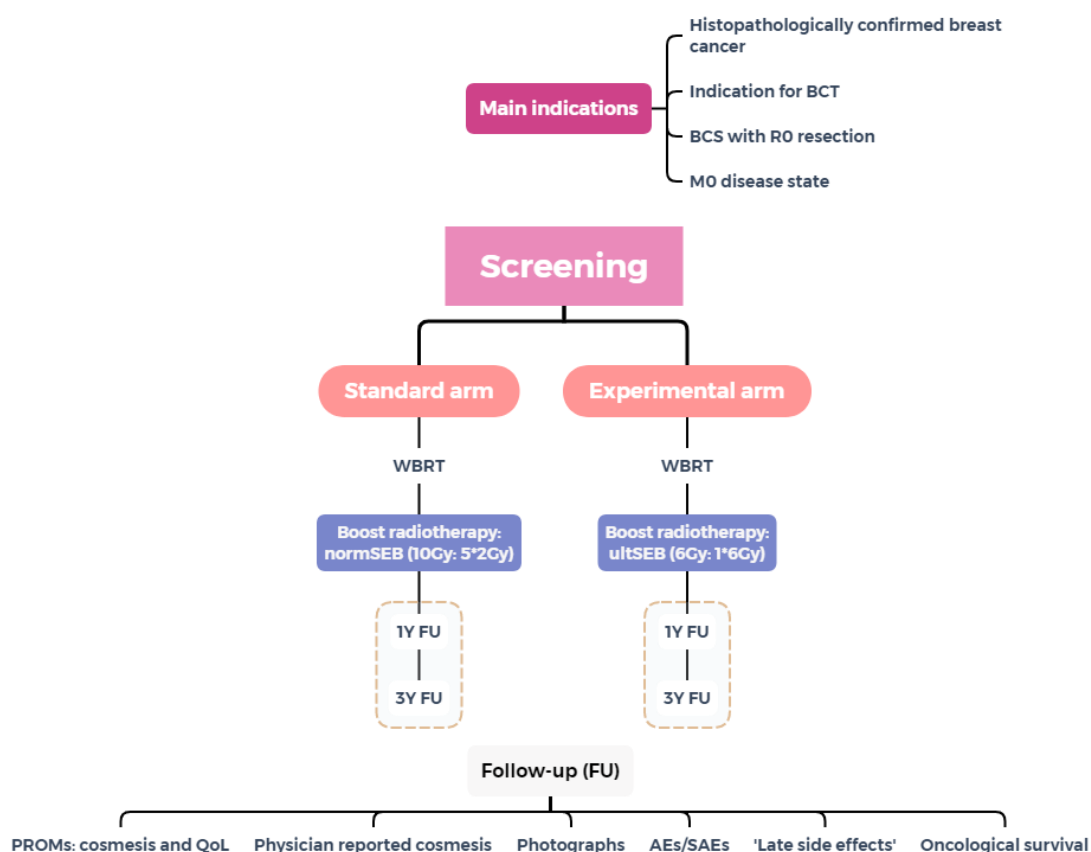 Histopathologically confirmed breast
cancer
Main indications
Indication for BCT
BCS with R0 resection
M0 disease state
Screening
Standard arm
Experimental arm
WBRT
WBRT
Boost radiotherapy:
normSEB (10Gy: 5*2Gy)
Boost radiotherapy:
ultSEB (6Gy: 1*6Gy)
1Y FU
1Y FU
3Y FU
3Y FU
Follow-up (FU)
PROMs: cosmesis and QoL
Physician reported cosmesis
Photographs
AEs/SAEs
'Late side effects'
Oncological survival